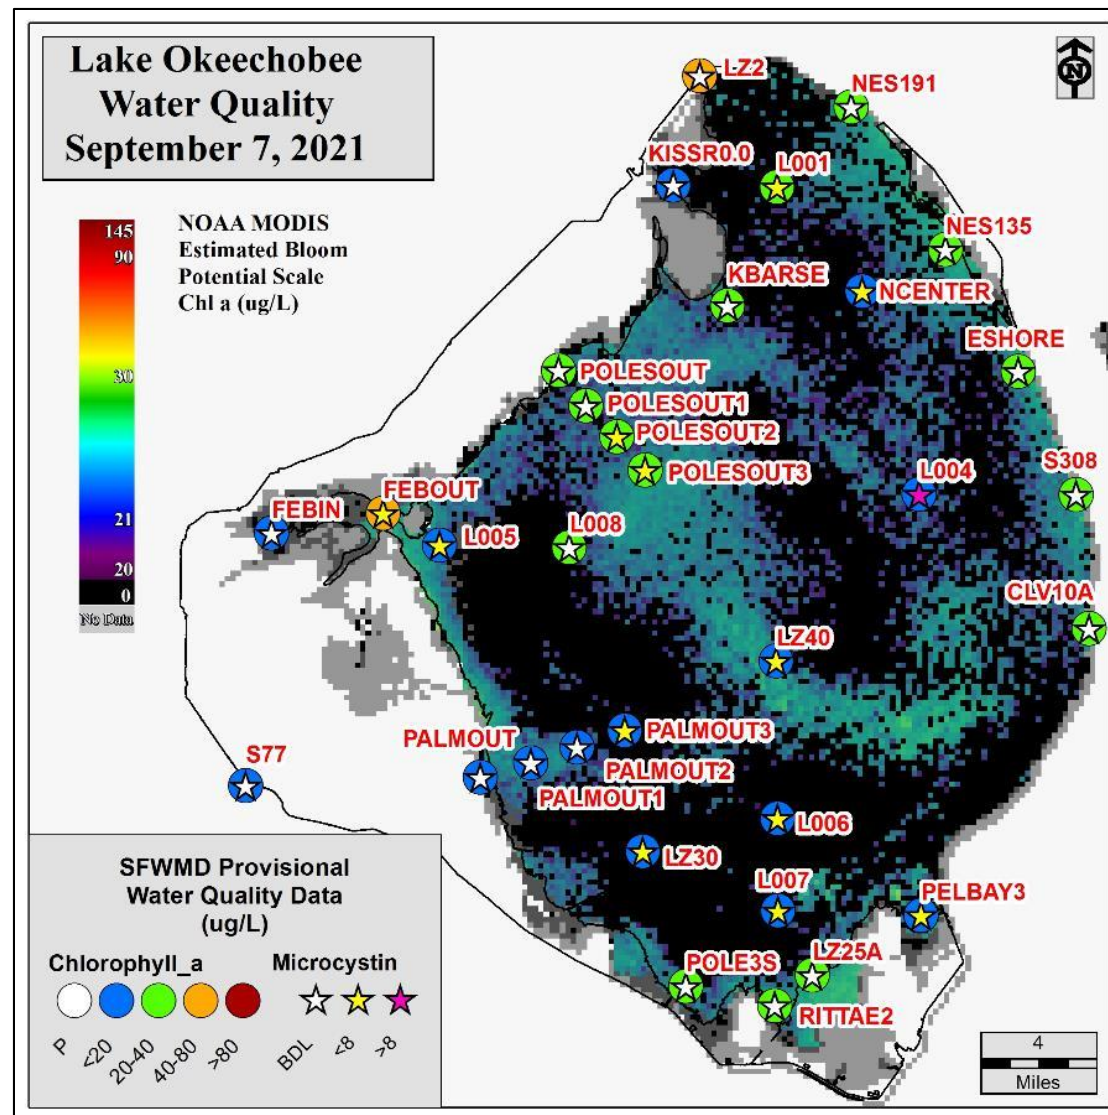 Lake Okeechobee
Water Quality
September 7, 2021
N
LZ2
NES191
KISSR0.0
L001
NOAA MODIS
Estimated Bloom
Potential Scale
Chl a (ug/L)
145
90
30
21
20
0
No Data
NES135
KBARSE
NCENTER
ESHORE
POLESOUT
POLESOUT1
POLESOUT2
POLESOUT3
L004
S308
FEBIN
FEBOUT
L005
L008
CLV10A
LZ40
S77
PALMOUT
PALMOUT3
PALMOUT2
PALMOUT1
L006
LZ30
L007
PELBAY3
POLE3S
LZ25A
RITTAE2
SFWMD Provisional
Water Quality Data
(ug/L)
Chlorophyll_a Microcystin
P <20 20-40 40-80 >80 BDL <8 >8
4
Miles